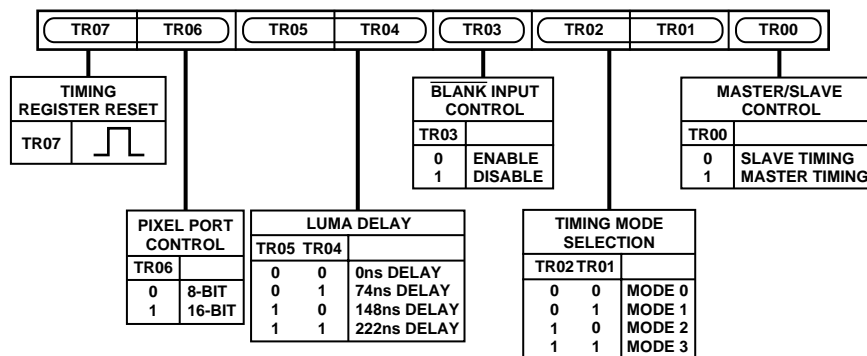 TR07 TR06 TR05 TR04 TR03 TR02 TR01 TR00
TIMING
REGISTER RESET
TR07
BLANK INPUT
CONTROL
TR03
0 ENABLE
1 DISABLE
MASTER/SLAVE
CONTROL
TR00
0 SLAVE TIMING
1 MASTER TIMING
PIXEL PORT
CONTROL
TR06
0 8-BIT
1 16-BIT
LUMA DELAY
TR05 TR04
0 0 0ns DELAY
0 1 74ns DELAY
1 0 148ns DELAY
1 1 222ns DELAY
TIMING MODE
SELECTION
TR02 TR01
0 0 MODE 0
0 1 MODE 1
1 0 MODE 2
1 1 MODE 3